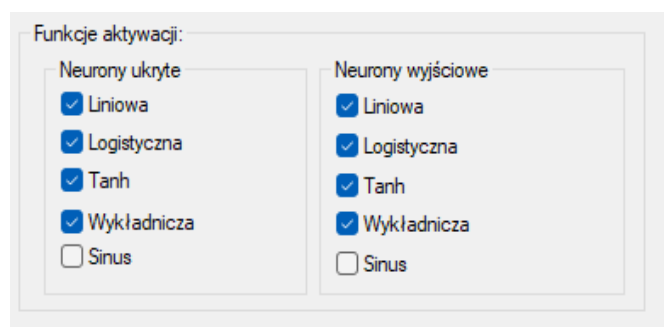 Funkcje aktywacji:
Neurony ukryte
Liniowa
Logistyczna
Tanh
Wykładnicza
Sinus
Neurony wyjściowe
Liniowa
Logistyczna
Tanh
Wykładnicza
Sinus